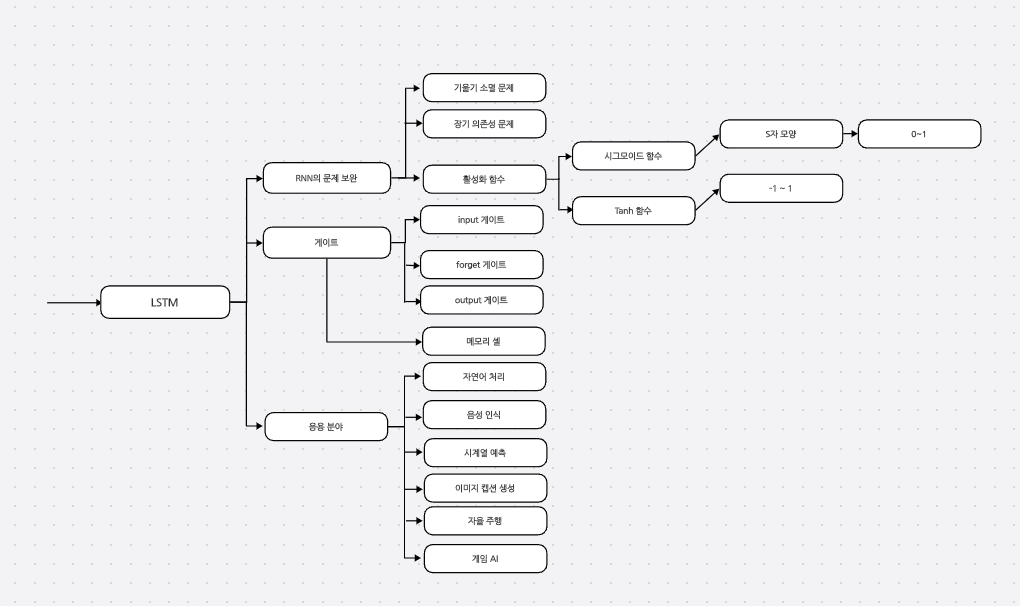 기울기 소멸 문제
장기 의존성 문제
S자 모양
0~1
시그모이드 함수
RNN의 문제 보완
활성화 함수
-1 ~ 1
Tanh 함수
input 게이트
게이트
forget 게이트
LSTM
output 게이트
메모리 셀
자연어 처리
음성 인식
응용 분야
시계열 예측
이미지 캡션 생성
자율 주행
게임 AI